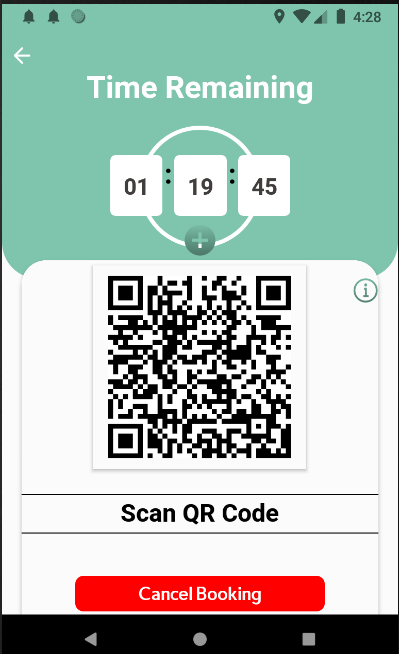 4:28
Time Remaining
01 : 19 : 45
Scan QR Code
Cancel Booking